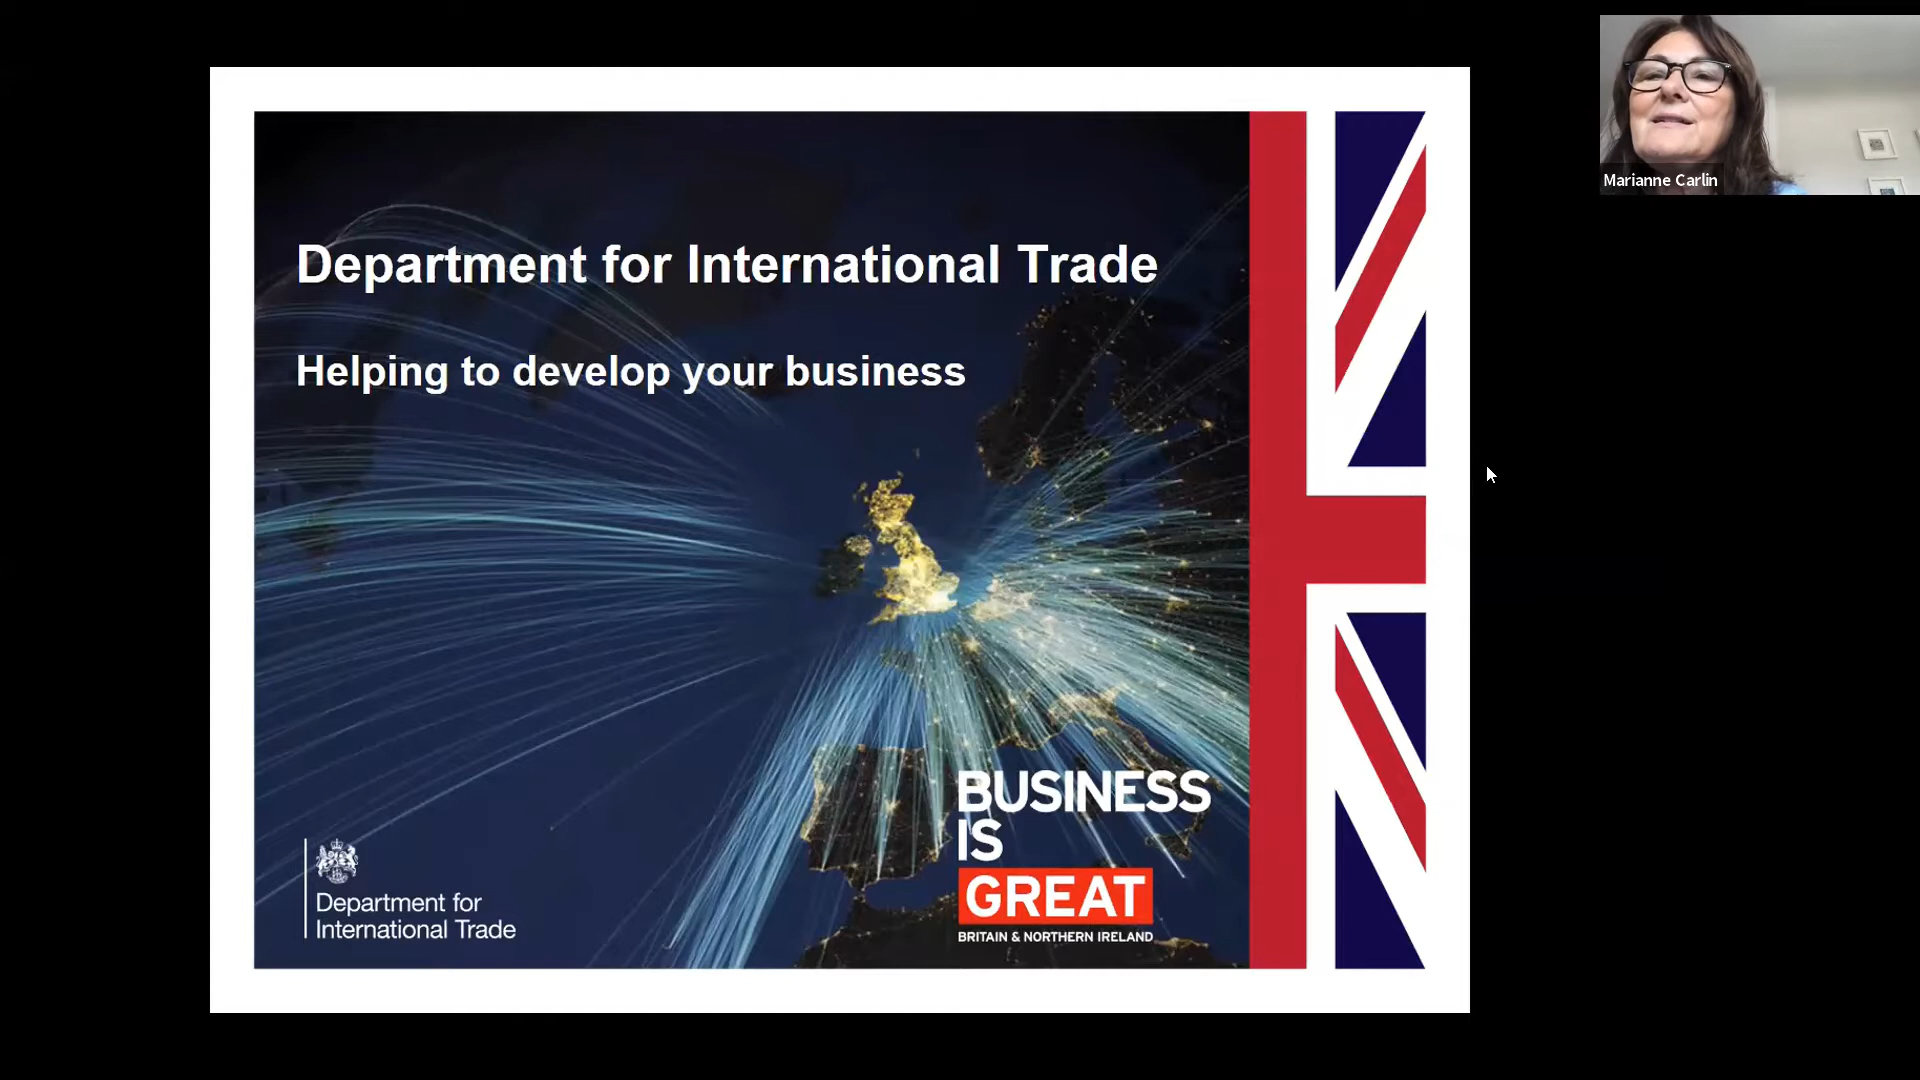 Department for International Trade
Helping to develop your business
BUSINESS
IS
GREAT
BRITAIN & NORTHERN IRELAND
Department for
International Trade
Marianne Carlin